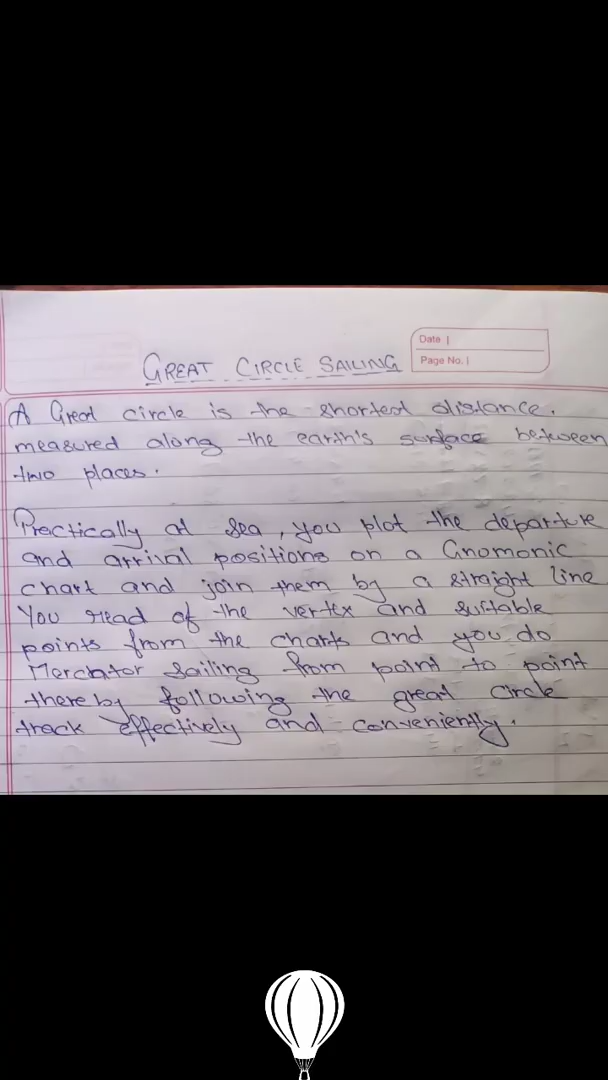 Date |
Page No. |
GREAT CIRCLE SAILING
A Great circle is the shortest distance.
measured along the earth's surface between
two places.
Practically at sea, you plot the departure
and arrival positions on a Gnomonic
chart and join them by a straight line
You read of the vertex and suitable
points from the charts and you do
Mercator Sailing from point to point
thereby following the great circle
track effectively and conveniently.